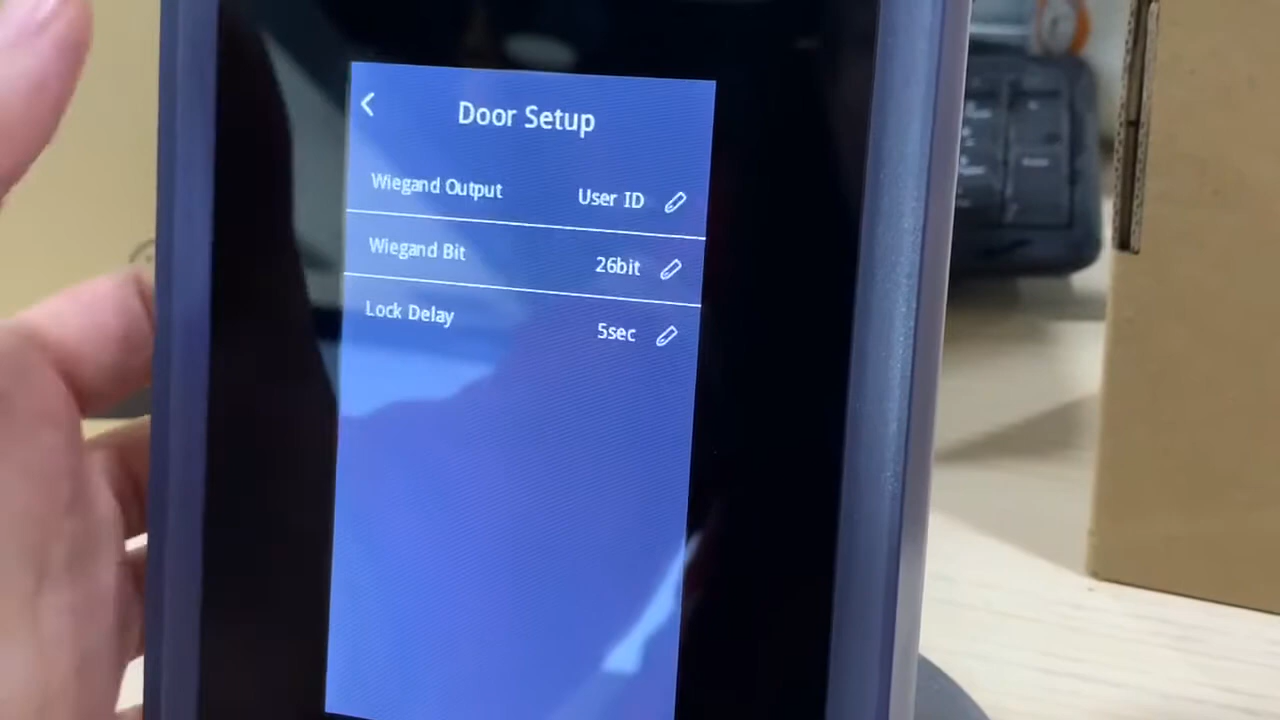 Door Setup
Wiegand Output User ID
Wiegand Bit 26bit
Lock Delay 5sec